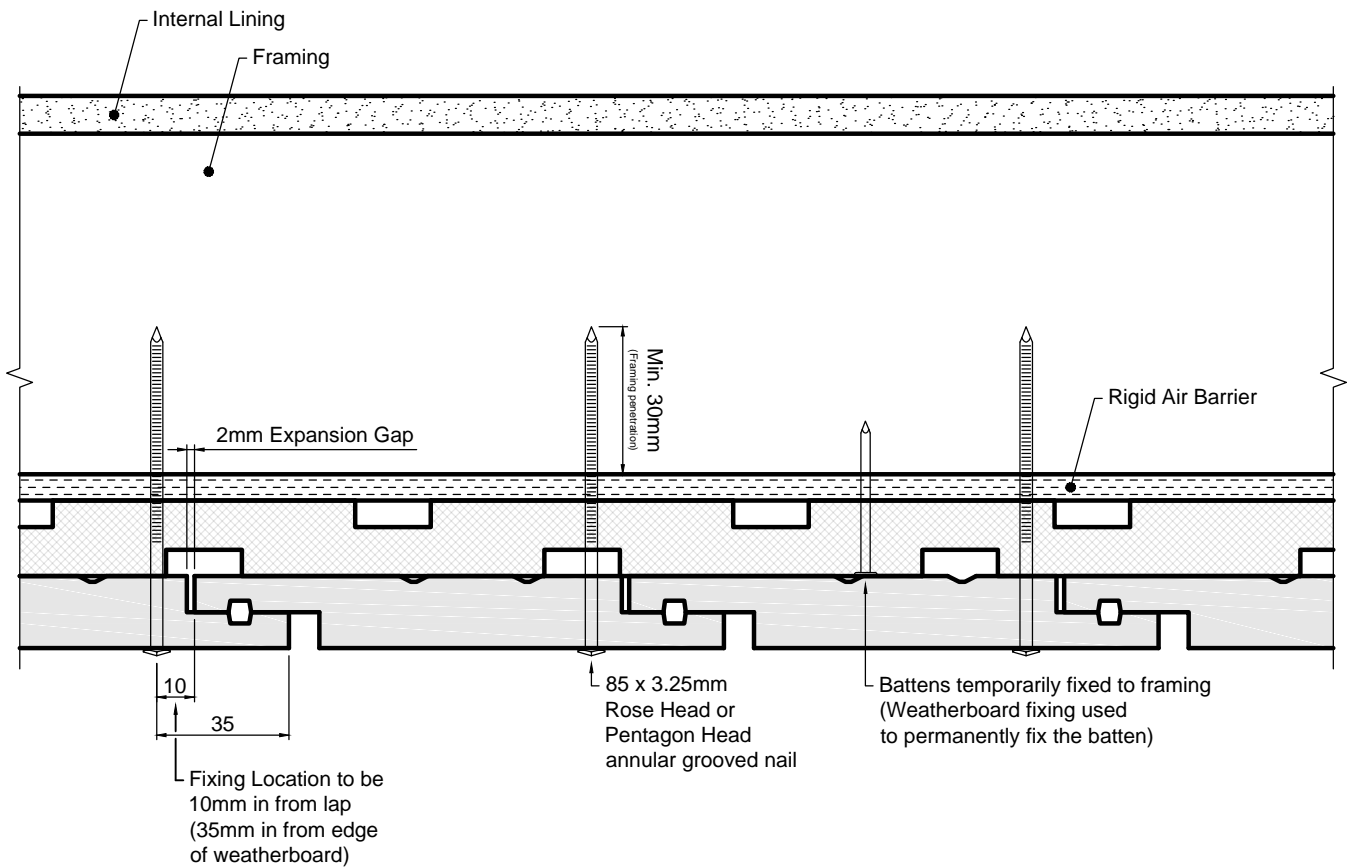 Internal Lining
Framing
Min. 30mm
(Framing penetration)
Rigid Air Barrier
2mm Expansion Gap
10
35
85 x 3.25mm
Rose Head or
Pentagon Head
annular grooved nail
Battens temporarily fixed to framing
(Weatherboard fixing used
to permanently fix the batten)
Fixing Location to be
10mm in from lap
(35mm in from edge
of weatherboard)